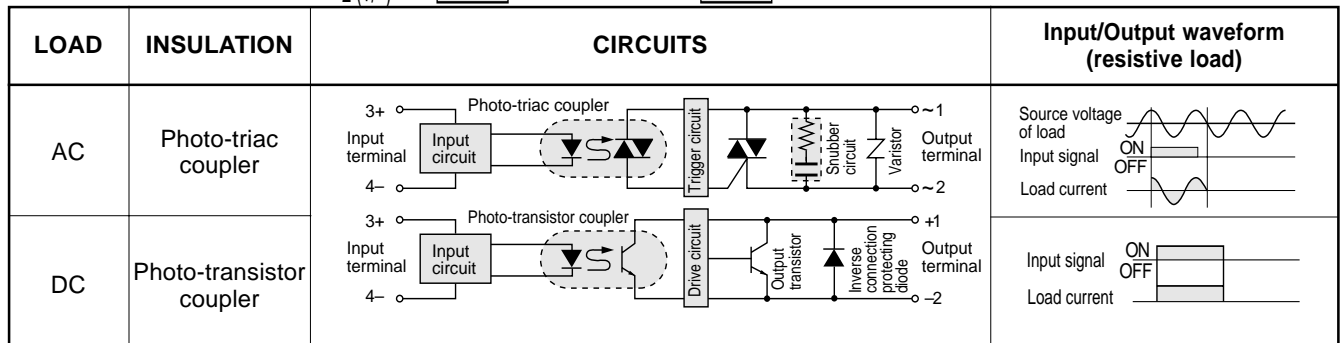 LOAD
INSULATION
CIRCUITS
Input/Output waveform
(resistive load)
AC
Photo-triac
coupler
3+
Input
terminal
4–
Input
circuit
Photo-triac coupler
Trigger circuit
Snubber
circuit
Varistor
~1
Output
terminal
~2
Source voltage
of load
Input signal
ON
OFF
Load current
DC
Photo-transistor
coupler
3+
Input
terminal
4–
Input
circuit
Photo-transistor coupler
Drive circuit
Output
transistor
Inverse
connection
protecting
diode
+1
Output
terminal
–2
Input signal
ON
OFF
Load current